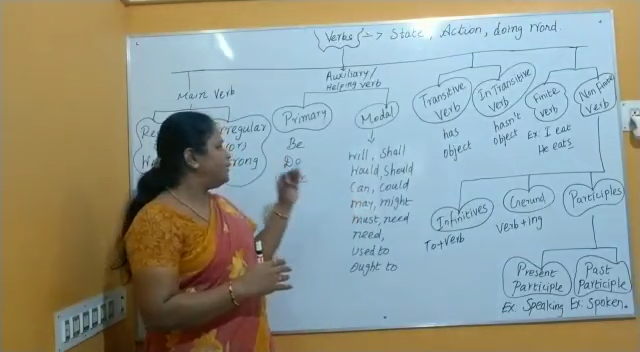 Verbs -> State, Action, doing word.
Main Verb
Auxiliary/
Helping verb
Primary
Be
Do
Modal
Will, Shall
Would, Should
Can, Could
may, might
must, need
need,
used to
Ought to
Transitive
Verb
has
object
InTransitive
Verb
hasn't
object
Finite
Verb
Ex: I eat
He eats
Non finite
Verb
Infinitives
To+Verb
Gerund
Verb+ing
Participles
Present
Participle
Ex. Speaking
Past
Participle
Ex. Spoken.